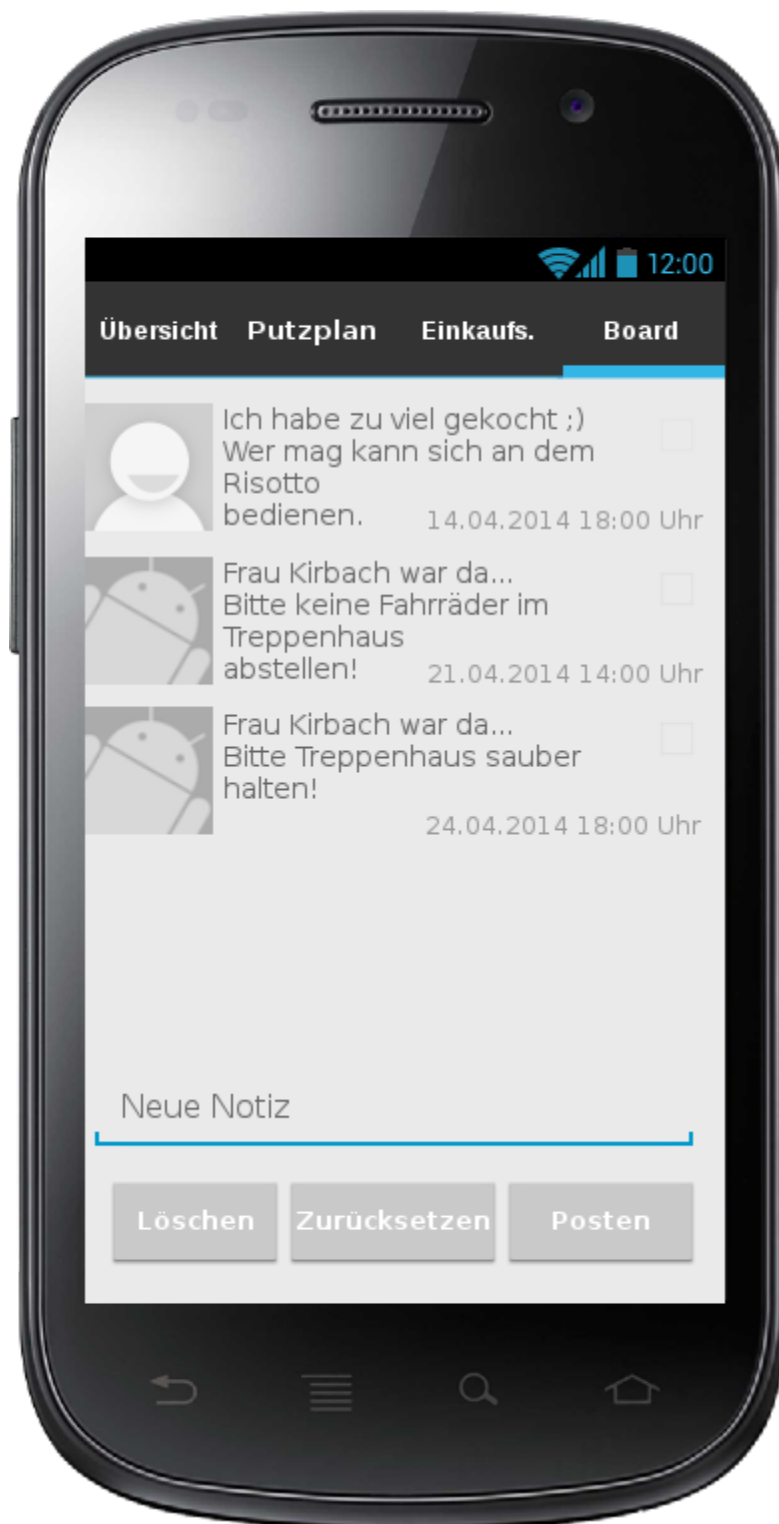 12:00
Übersicht Putzplan Einkaufs. Board
Ich habe zu viel gekocht ;)
Wer mag kann sich an dem
Risotto
bedienen. 14.04.2014 18:00 Uhr
Frau Kirbach war da...
Bitte keine Fahrräder im
Treppenhaus
abstellen! 21.04.2014 14:00 Uhr
Frau Kirbach war da...
Bitte Treppenhaus sauber
halten!
24.04.2014 18:00 Uhr
Neue Notiz
Löschen Zurücksetzen Posten